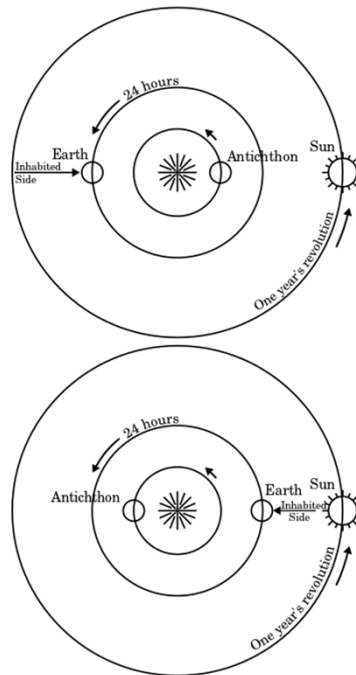 24 hours
Earth
Antichthon
Sun
Inhabited
Side
One year's revolution
24 hours
Antichthon
Earth
Sun
Inhabited
Side
One year's revolution